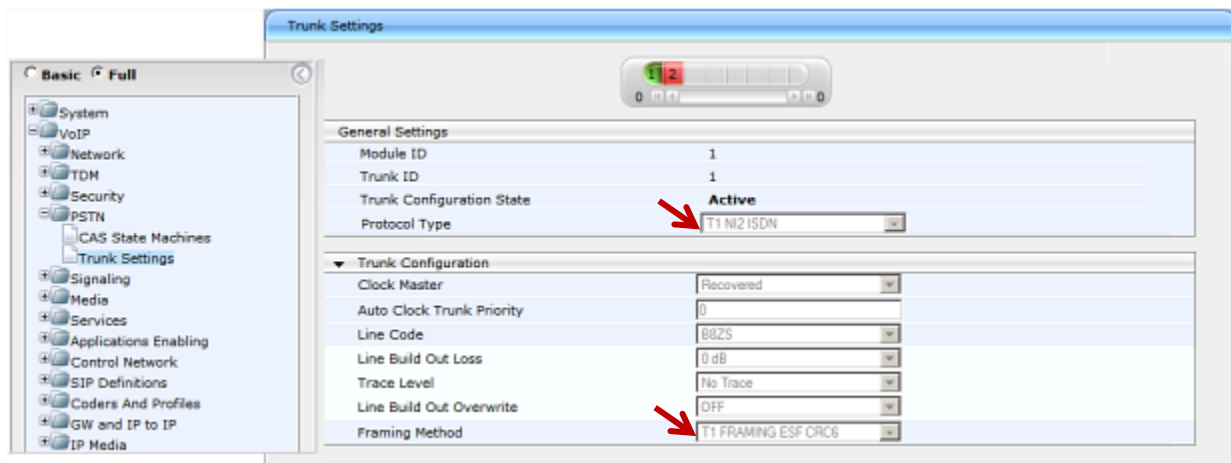 Trunk Settings
Basic Full
System
VoIP
Network
TDM
Security
PSTN
CAS State Machines
Trunk Settings
Signaling
Media
Services
Applications Enabling
Control Network
SIP Definitions
Coders And Profiles
GW and IP to IP
IP Media
1 2
0 0
General Settings
Module ID 1
Trunk ID 1
Trunk Configuration State Active
Protocol Type T1 NI2 ISDN
Trunk Configuration
Clock Master Recovered
Auto Clock Trunk Priority 0
Line Code B8ZS
Line Build Out Loss 0 dB
Trace Level No Trace
Line Build Out Overwrite OFF
Framing Method T1 FRAMING ESF CRC6